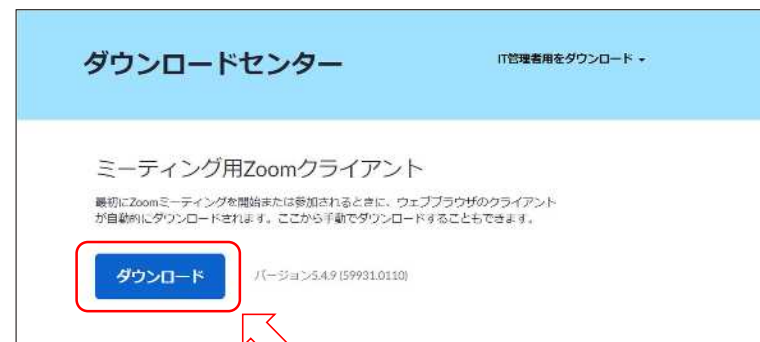 ダウンロードセンター
IT管理者用をダウンロード
ミーティング用Zoomクライアント
最初にZoomミーティングを開始または参加されるときに、ウェブブラウザのクライアント
が自動的にダウンロードされます。ここから手動でダウンロードすることもできます。
ダウンロード
バージョン5.4.9 (59931.0110)